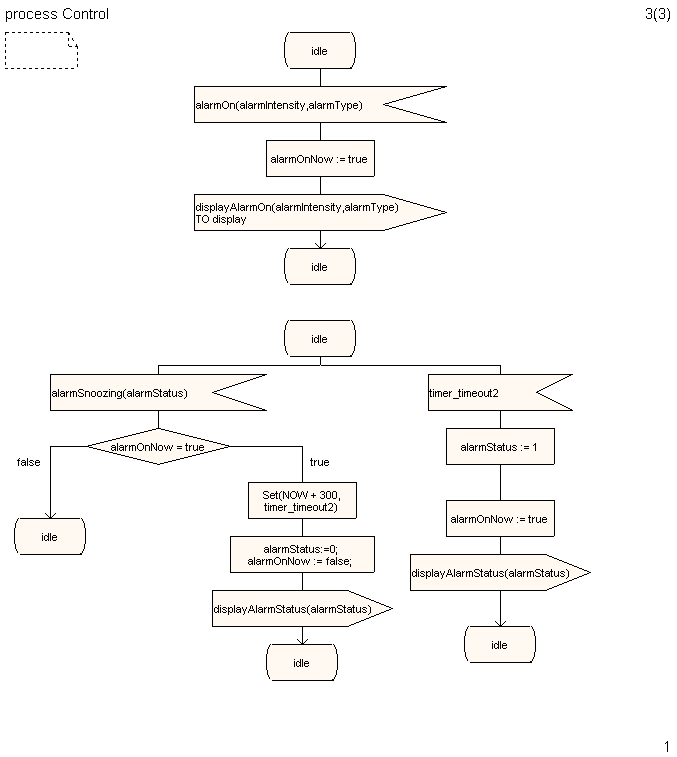 process Control
3(3)
idle
alarmOn(alarmIntensity,alarmType)
alarmOnNow := true
displayAlarmOn(alarmIntensity,alarmType)
TO display
idle
idle
alarmSnoozing(alarmStatus)
timer_timeout2
alarmOnNow = true
alarmStatus := 1
false
true
Set(NOW + 300,
timer_timeout2)
alarmOnNow := true
idle
alarmStatus:=0;
alarmOnNow := false;
displayAlarmStatus(alarmStatus)
displayAlarmStatus(alarmStatus)
idle
idle
1